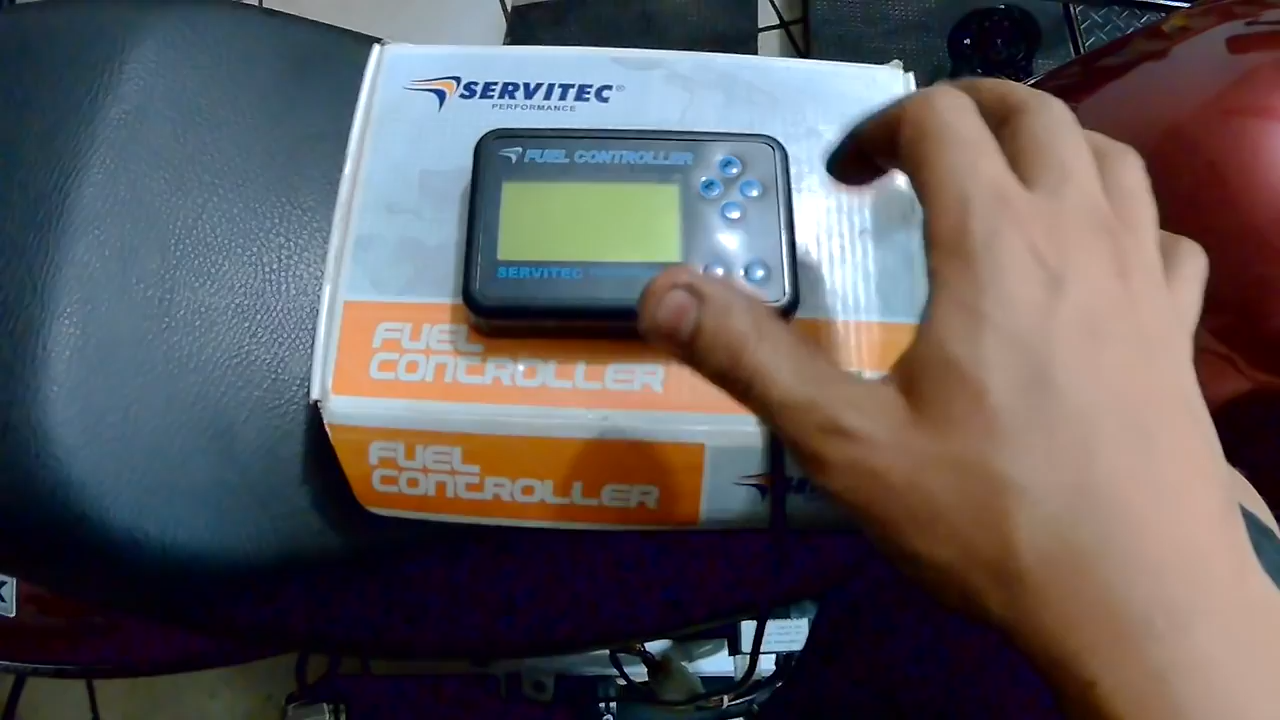 SERVITEC®
PERFORMANCE
FUEL CONTROLLER
SERVITEC
FUEL
CONTROLLER
FUEL
CONTROLLER